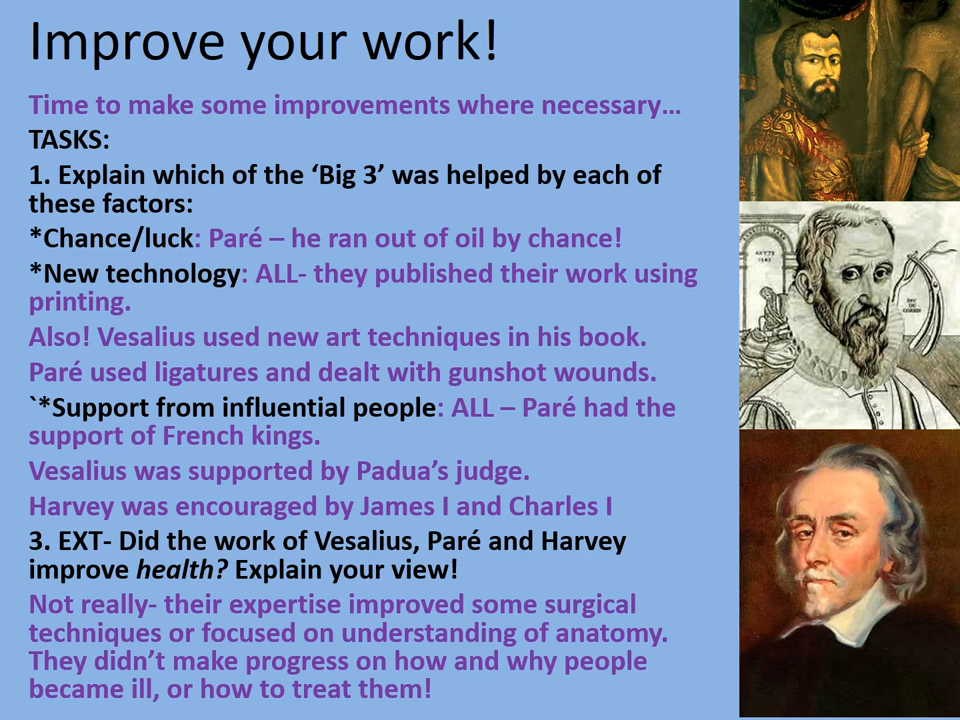 Improve your work!
Time to make some improvements where necessary…
TASKS:
1. Explain which of the ‘Big 3’ was helped by each of
these factors:
*Chance/luck: Paré – he ran out of oil by chance!
*New technology: ALL- they published their work using
printing.
Also! Vesalius used new art techniques in his book.
Paré used ligatures and dealt with gunshot wounds.
`*Support from influential people: ALL – Paré had the
support of French kings.
Vesalius was supported by Padua’s judge.
Harvey was encouraged by James I and Charles I
3. EXT- Did the work of Vesalius, Paré and Harvey
improve health? Explain your view!
Not really- their expertise improved some surgical
techniques or focused on understanding of anatomy.
They didn’t make progress on how and why people
became ill, or how to treat them!